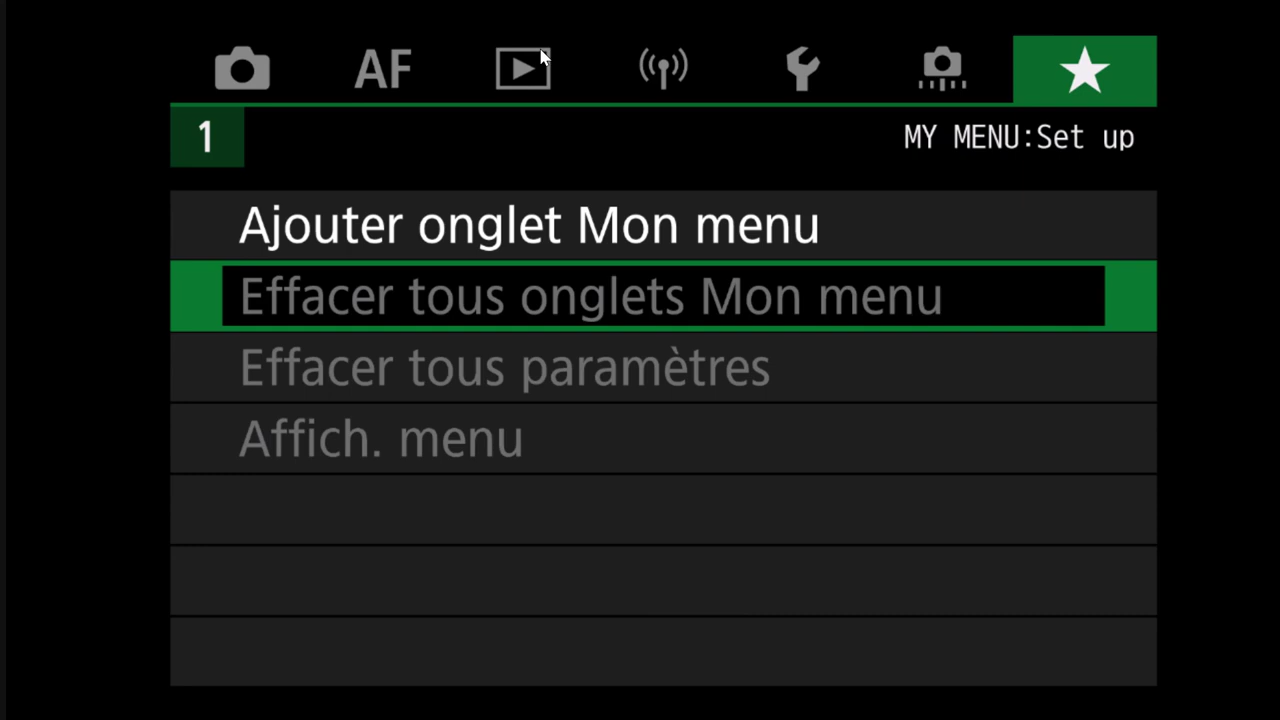 AF
1
MY MENU:Set up
Ajouter onglet Mon menu
Effacer tous onglets Mon menu
Effacer tous paramètres
Affich. menu